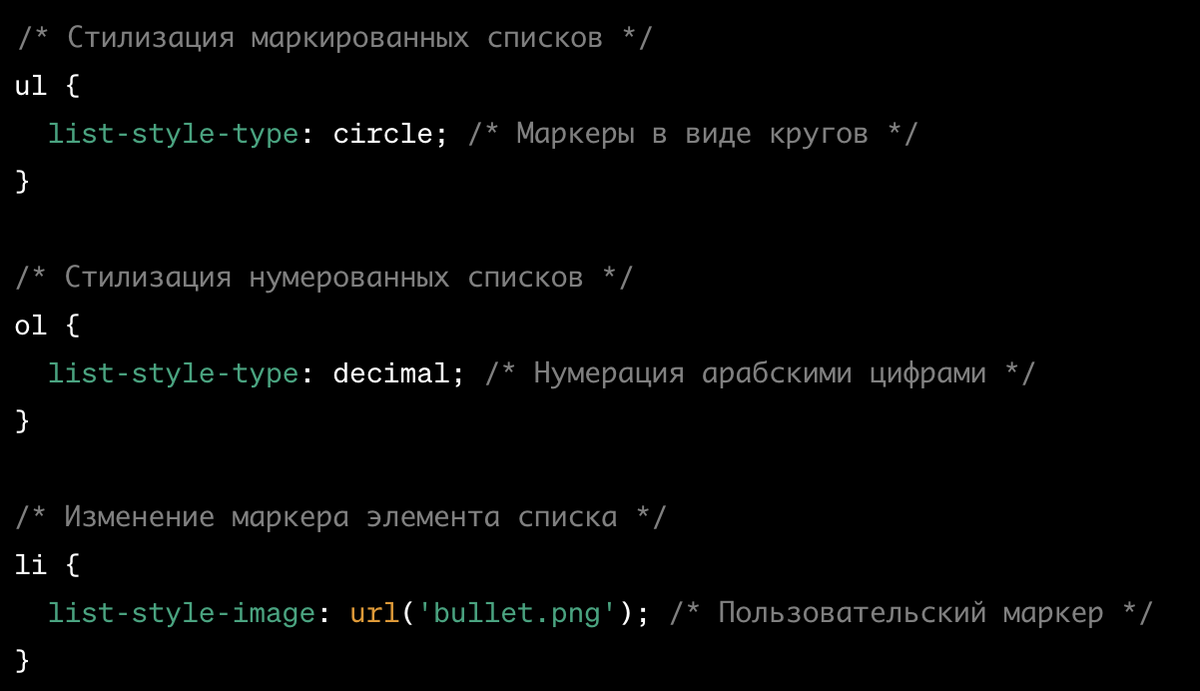 /* Стилизация маркированных списков */
ul {
  list-style-type: circle; /* Маркеры в виде кругов */
}

/* Стилизация нумерованных списков */
ol {
  list-style-type: decimal; /* Нумерация арабскими цифрами */
}

/* Изменение маркера элемента списка */
li {
  list-style-image: url('bullet.png'); /* Пользовательский маркер */
}